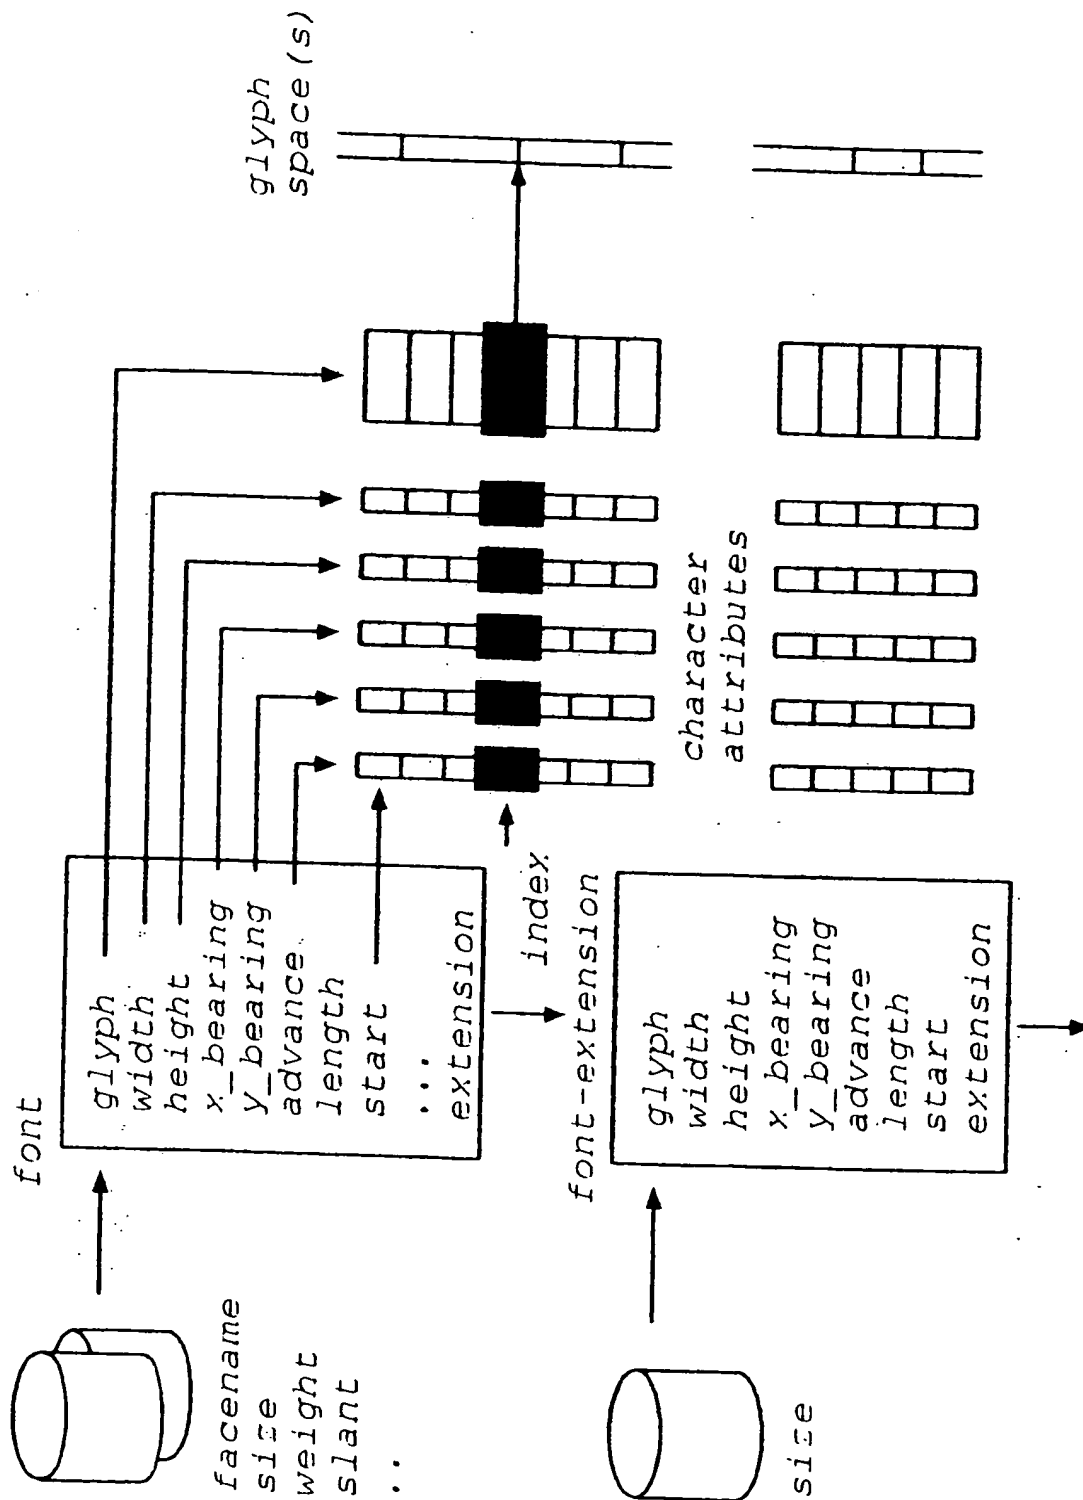 font
glyph
width
height
x_bearing
y_bearing
advance
length
start
...
extension
glyph
space(s)
index
character
attributes
facename
size
weight
slant
..
font-extension
glyph
width
height
x_bearing
y_bearing
advance
length
start
extension
size